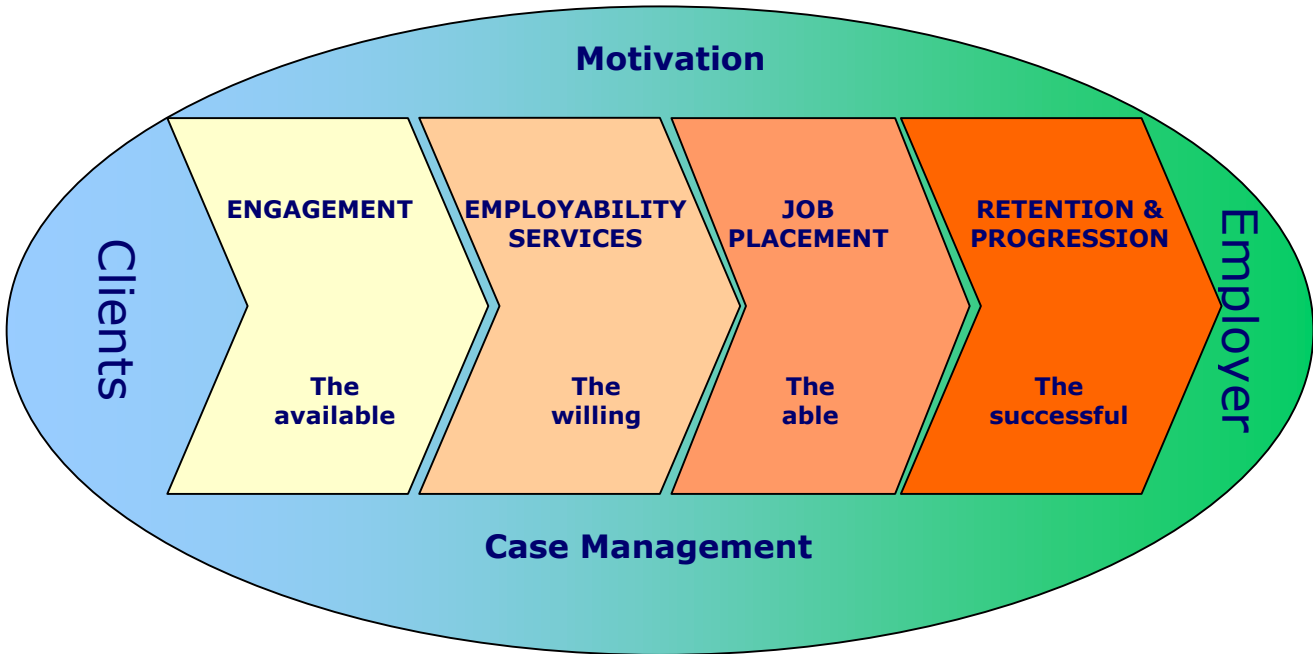 Motivation
Clients
ENGAGEMENT
The
available
EMPLOYABILITY
SERVICES
The
willing
JOB
PLACEMENT
The
able
RETENTION &
PROGRESSION
The
successful
Employer
Case Management